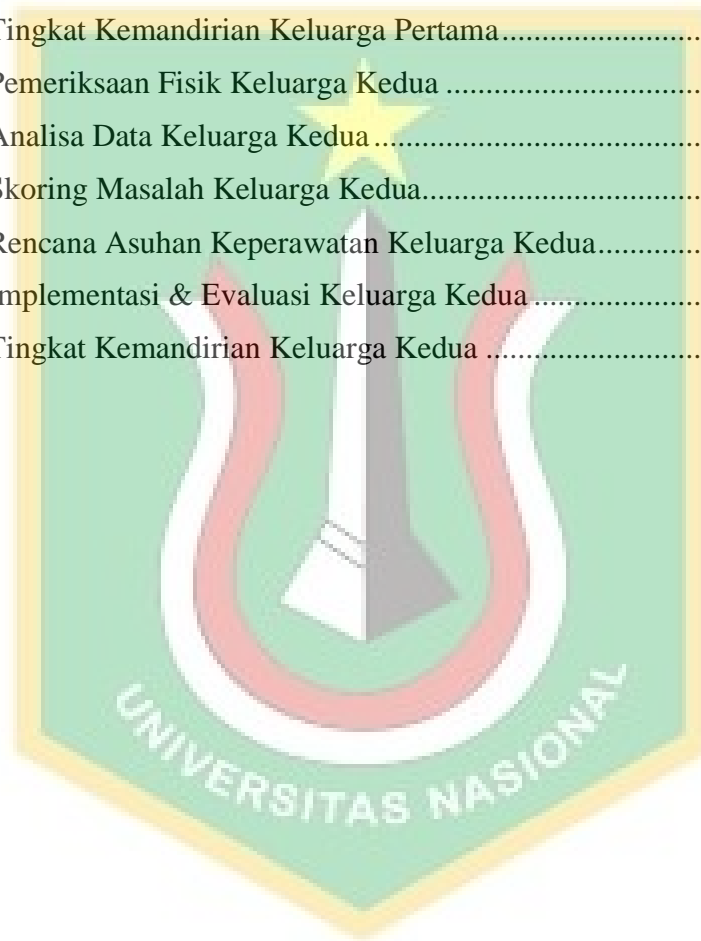 Tingkat Kemandirian Keluarga Pertama........................
Pemeriksaan Fisik Keluarga Kedua ...............................
Analisa Data Keluarga Kedua........................................
Skoring Masalah Keluarga Kedua..................................
Rencana Asuhan Keperawatan Keluarga Kedua.............
Implementasi & Evaluasi Keluarga Kedua .....................
Tingkat Kemandirian Keluarga Kedua ..........................
UNIVERSITAS NASIONAL